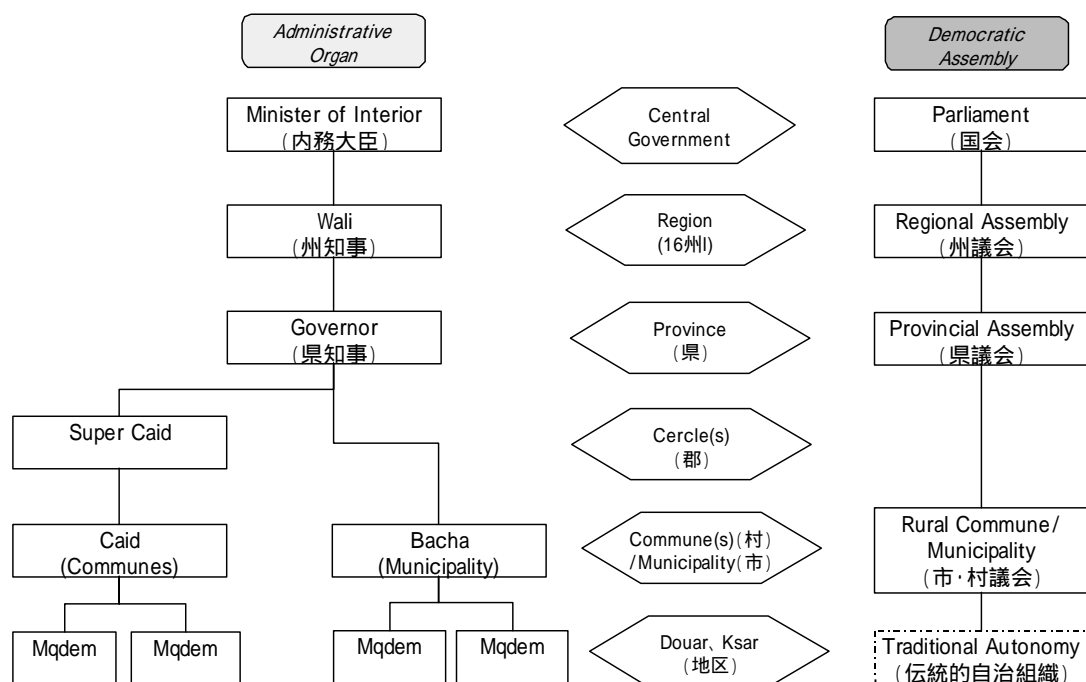 Administrative
Organ
Democratic
Assembly
Minister of Interior
(内務大臣)
Central
Government
Parliament
(国会)
Wali
(州知事)
Region
(16州I)
Regional Assembly
(州議会)
Governor
(県知事)
Province
(県)
Provincial Assembly
(県議会)
Super Caid
Cercle(s)
(郡)
Caid
(Communes)
Bacha
(Municipality)
Commune(s)(村)
/Municipality(市)
Rural Commune/
Municipality
(市・村議会)
Mqdem
Mqdem
Mqdem
Mqdem
Douar、Ksar
(地区)
Traditional Autonomy
(伝統的自治組織)